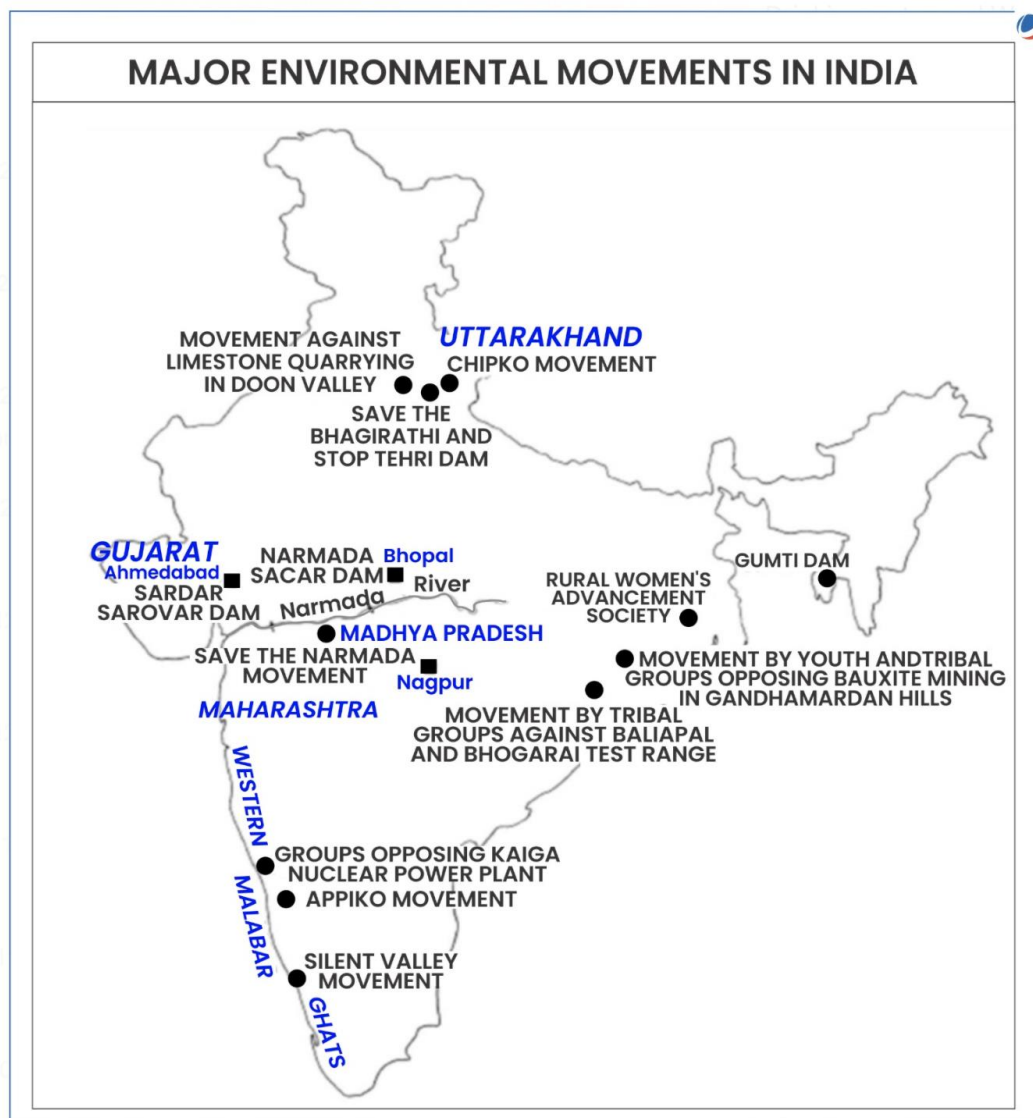 MAJOR ENVIRONMENTAL MOVEMENTS IN INDIA
MOVEMENT AGAINST
LIMESTONE QUARRYING
IN DOON VALLEY
UTTARAKHAND
CHIPKO MOVEMENT
SAVE THE
BHAGIRATHI AND
STOP TEHRI DAM
GUJARAT
Ahmedabad
SARDAR
SAROVAR DAM
NARMADA
SACAR DAM
Bhopal
Narmada River
MADHYA PRADESH
SAVE THE NARMADA
MOVEMENT
Nagpur
MAHARASHTRA
GUMTI DAM
RURAL WOMEN'S
ADVANCEMENT
SOCIETY
MOVEMENT BY YOUTH ANDTRIBAL
GROUPS OPPOSING BAUXITE MINING
IN GANDHAMARDAN HILLS
MOVEMENT BY TRIBAL
GROUPS AGAINST BALIAPAL
AND BHOGARAI TEST RANGE
WESTERN
GROUPS OPPOSING KAIGA
NUCLEAR POWER PLANT
APPIKO MOVEMENT
MALABAR
SILENT VALLEY
MOVEMENT
GHATS